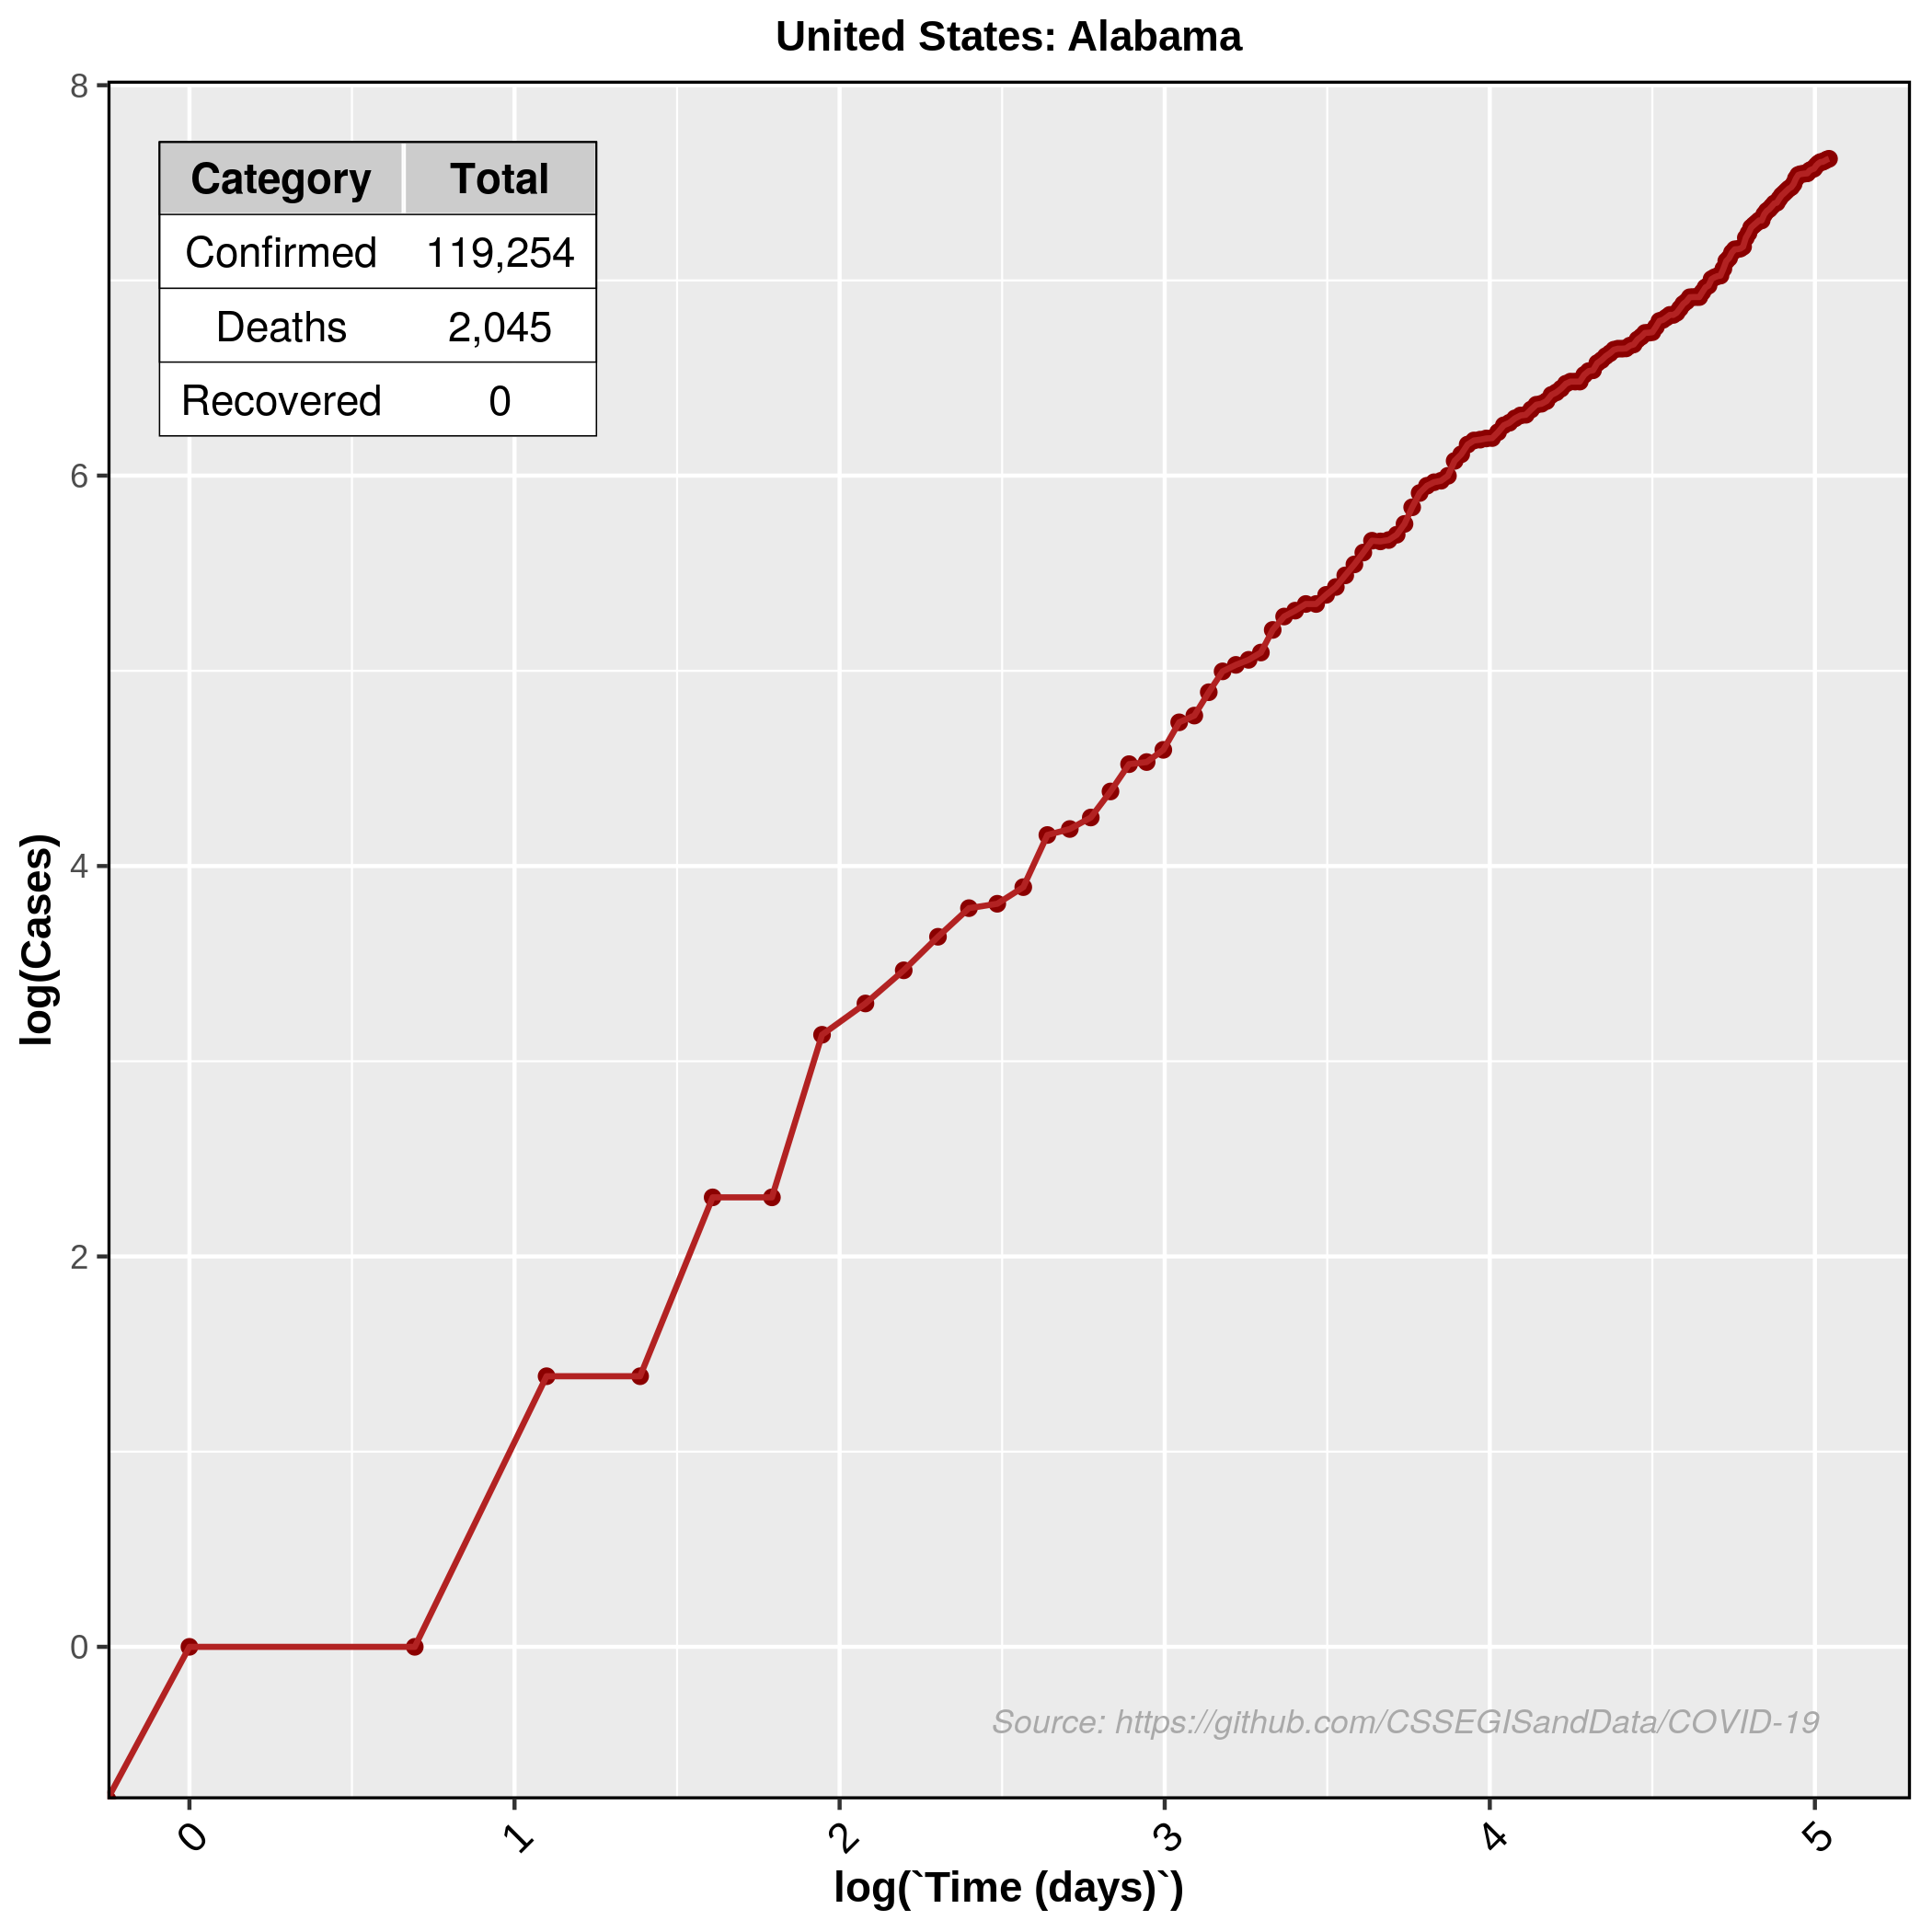 United States: Alabama
8
6
4
2
0
Category Total
Confirmed 119,254
Deaths 2,045
Recovered 0
log(Cases)
Source: https://github.com/CSSEGISandData/COVID-19
0 1 2 3 4 5
log(`Time (days)`)